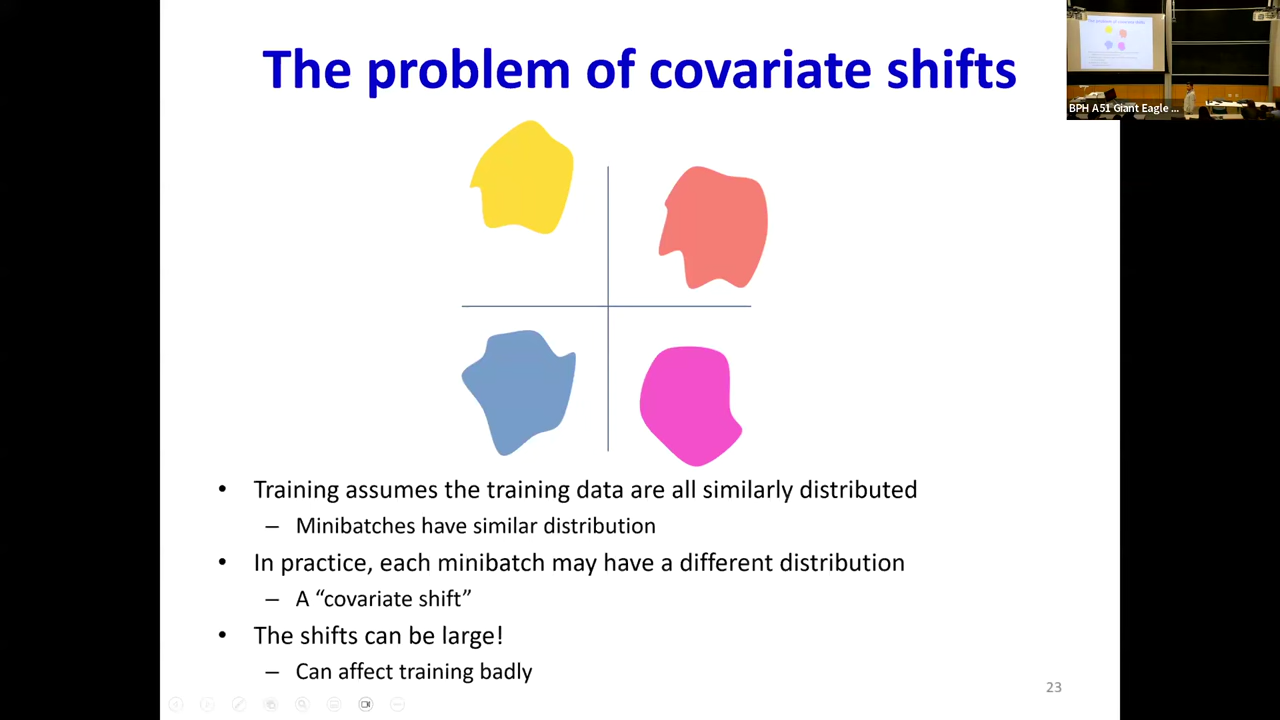 The problem of covariate shifts
BPH A51 Giant Eagle ...
• Training assumes the training data are all similarly distributed
– Minibatches have similar distribution
• In practice, each minibatch may have a different distribution
– A “covariate shift”
• The shifts can be large!
– Can affect training badly
23